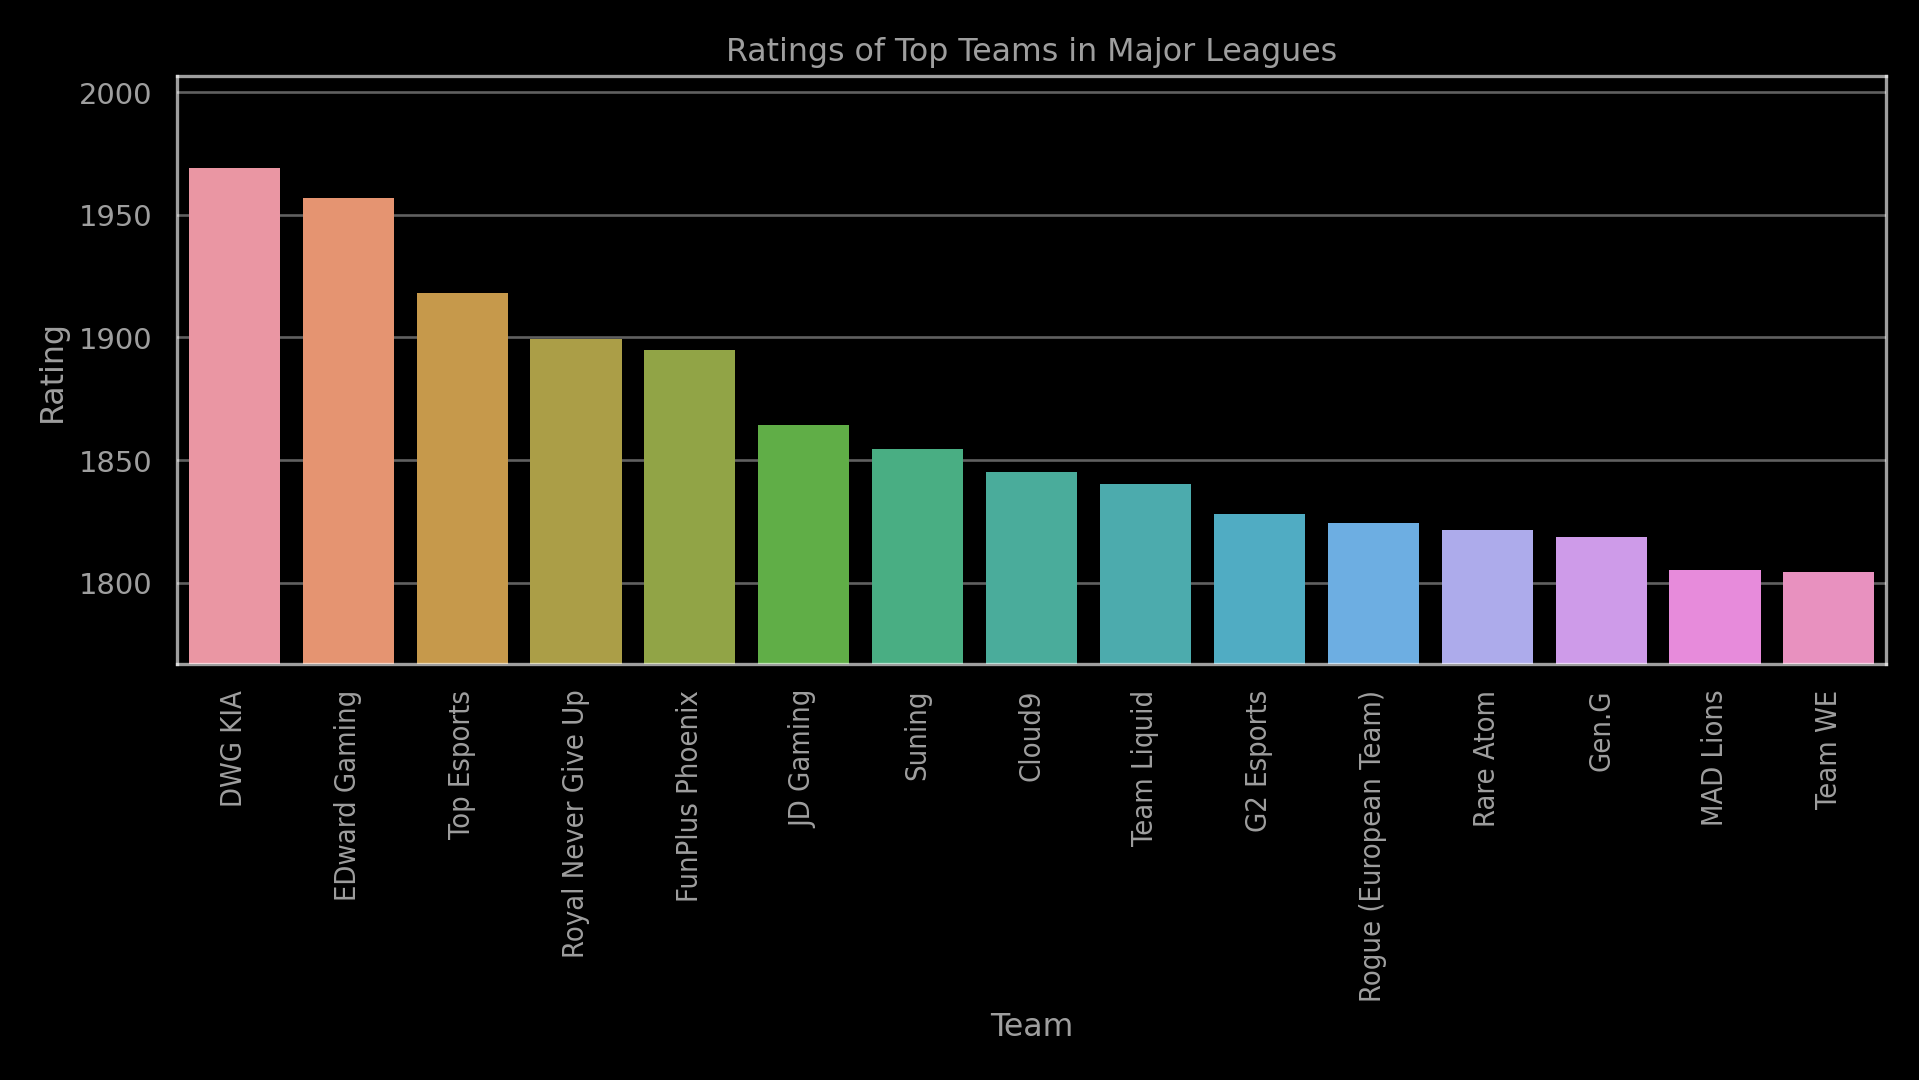 Ratings of Top Teams in Major Leagues
2000
1950
1900
1850
1800
Rating
DWG KIA
EDward Gaming
Top Esports
Royal Never Give Up
FunPlus Phoenix
JD Gaming
Suning
Cloud9
Team Liquid
G2 Esports
Rogue (European Team)
Rare Atom
Gen.G
MAD Lions
Team WE
Team